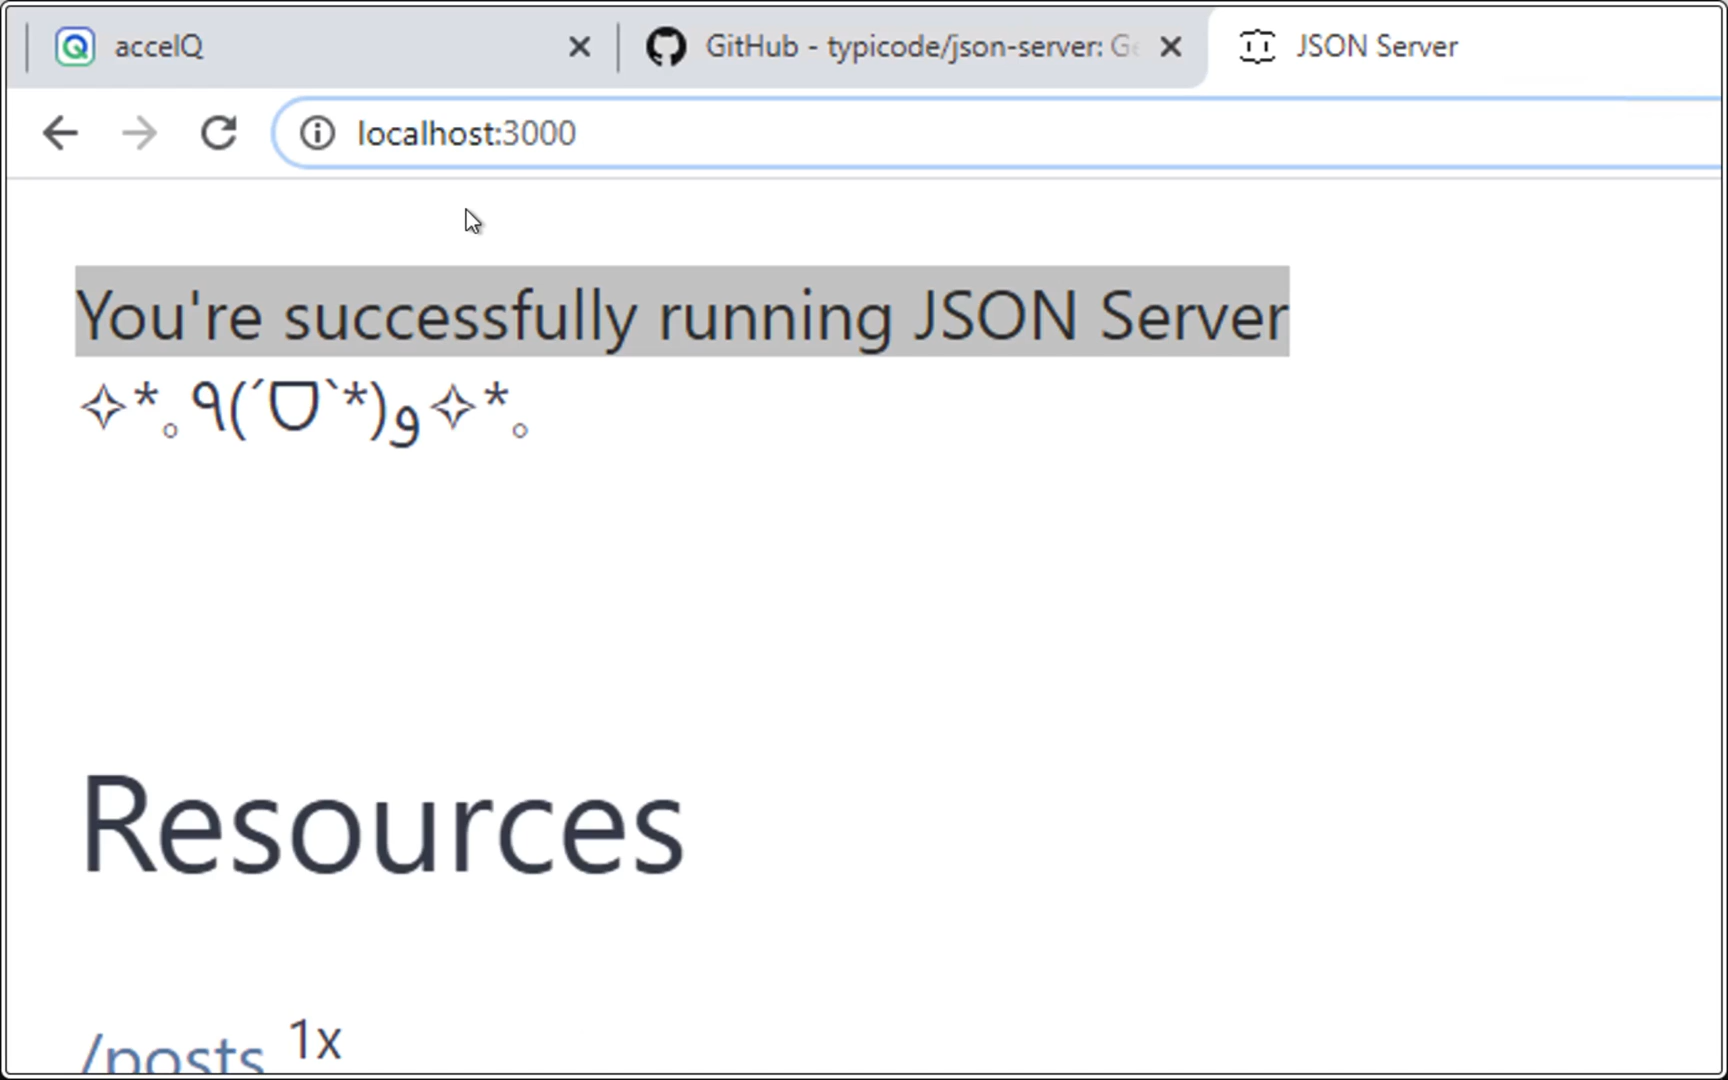 accelQ
GitHub - typicode/json-server: Ge
JSON Server
localhost:3000
You're successfully running JSON Server
✧*｡٩(ˊᗜˋ*)و✧*｡
Resources
/posts 1x